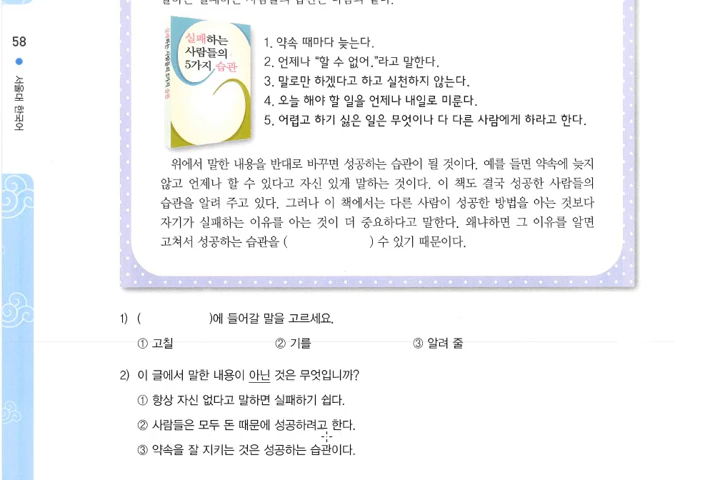 58
서울대 한국어
실패하는
사람들의
5가지 습관
1. 약속 때마다 늦는다.
2. 언제나 “할 수 없어.”라고 말한다.
3. 말로만 하겠다고 하고 실천하지 않는다.
4. 오늘 해야 할 일을 언제나 내일로 미룬다.
5. 어렵고 하기 싫은 일은 무엇이나 다 다른 사람에게 하라고 한다.
위에서 말한 내용을 반대로 바꾸면 성공하는 습관이 될 것이다. 예를 들면 약속에 늦지
않고 언제나 할 수 있다고 자신 있게 말하는 것이다. 이 책도 결국 성공한 사람들의
습관을 알려 주고 있다. 그러나 이 책에서는 다른 사람이 성공한 방법을 아는 것보다
자기가 실패하는 이유를 아는 것이 더 중요하다고 말한다. 왜냐하면 그 이유를 알면
고쳐서 성공하는 습관을 ( ) 수 있기 때문이다.
1) ( )에 들어갈 말을 고르세요.
① 고칠 ② 기를 ③ 알려 줄
2) 이 글에서 말한 내용이 아닌 것은 무엇입니까?
① 항상 자신 없다고 말하면 실패하기 쉽다.
② 사람들은 모두 돈 때문에 성공하려고 한다.
③ 약속을 잘 지키는 것은 성공하는 습관이다.